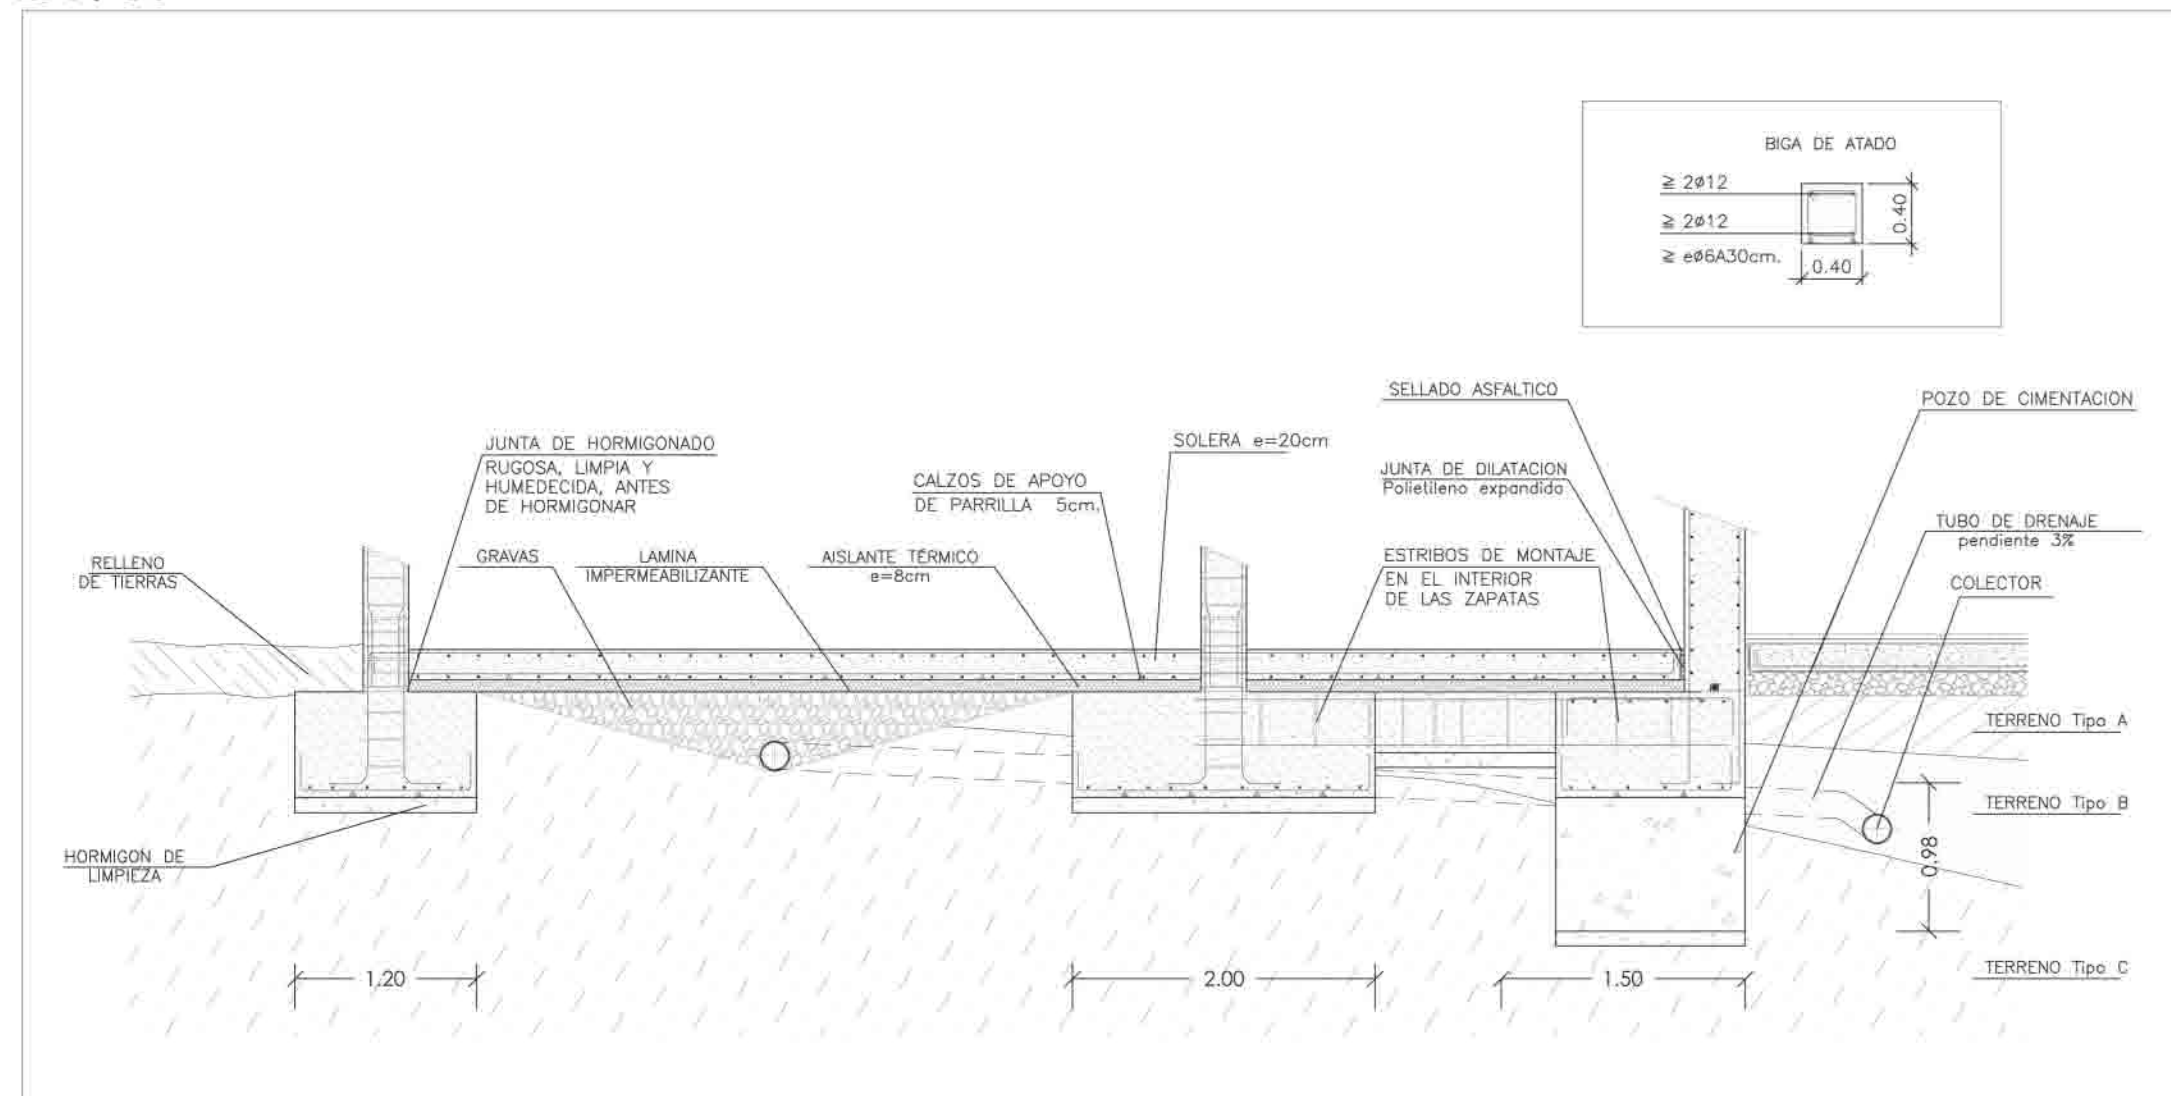 BIGA DE ATADO
≧ 2ø12
≧ 2ø12
≧ eø6A30cm.
0.40
0.40
SELLADO ASFALTICO
POZO DE CIMENTACION
JUNTA DE HORMIGONADO
RUGOSA, LIMPIA Y
HUMEDECIDA, ANTES
DE HORMIGONAR
SOLERA e=20cm
CALZOS DE APOYO
DE PARRILLA 5cm.
JUNTA DE DILATACION
Polietileno expandido
TUBO DE DRENAJE
pendiente 3%
RELLENO
DE TIERRAS
GRAVAS
LAMINA
IMPERMEABILIZANTE
AISLANTE TÉRMICO
e=8cm
ESTRIBOS DE MONTAJE
EN EL INTERIOR
DE LAS ZAPATAS
COLECTOR
TERRENO Tipo A
TERRENO Tipo B
HORMIGON DE
LIMPIEZA
0.98
TERRENO Tipo C
1.20
2.00
1.50